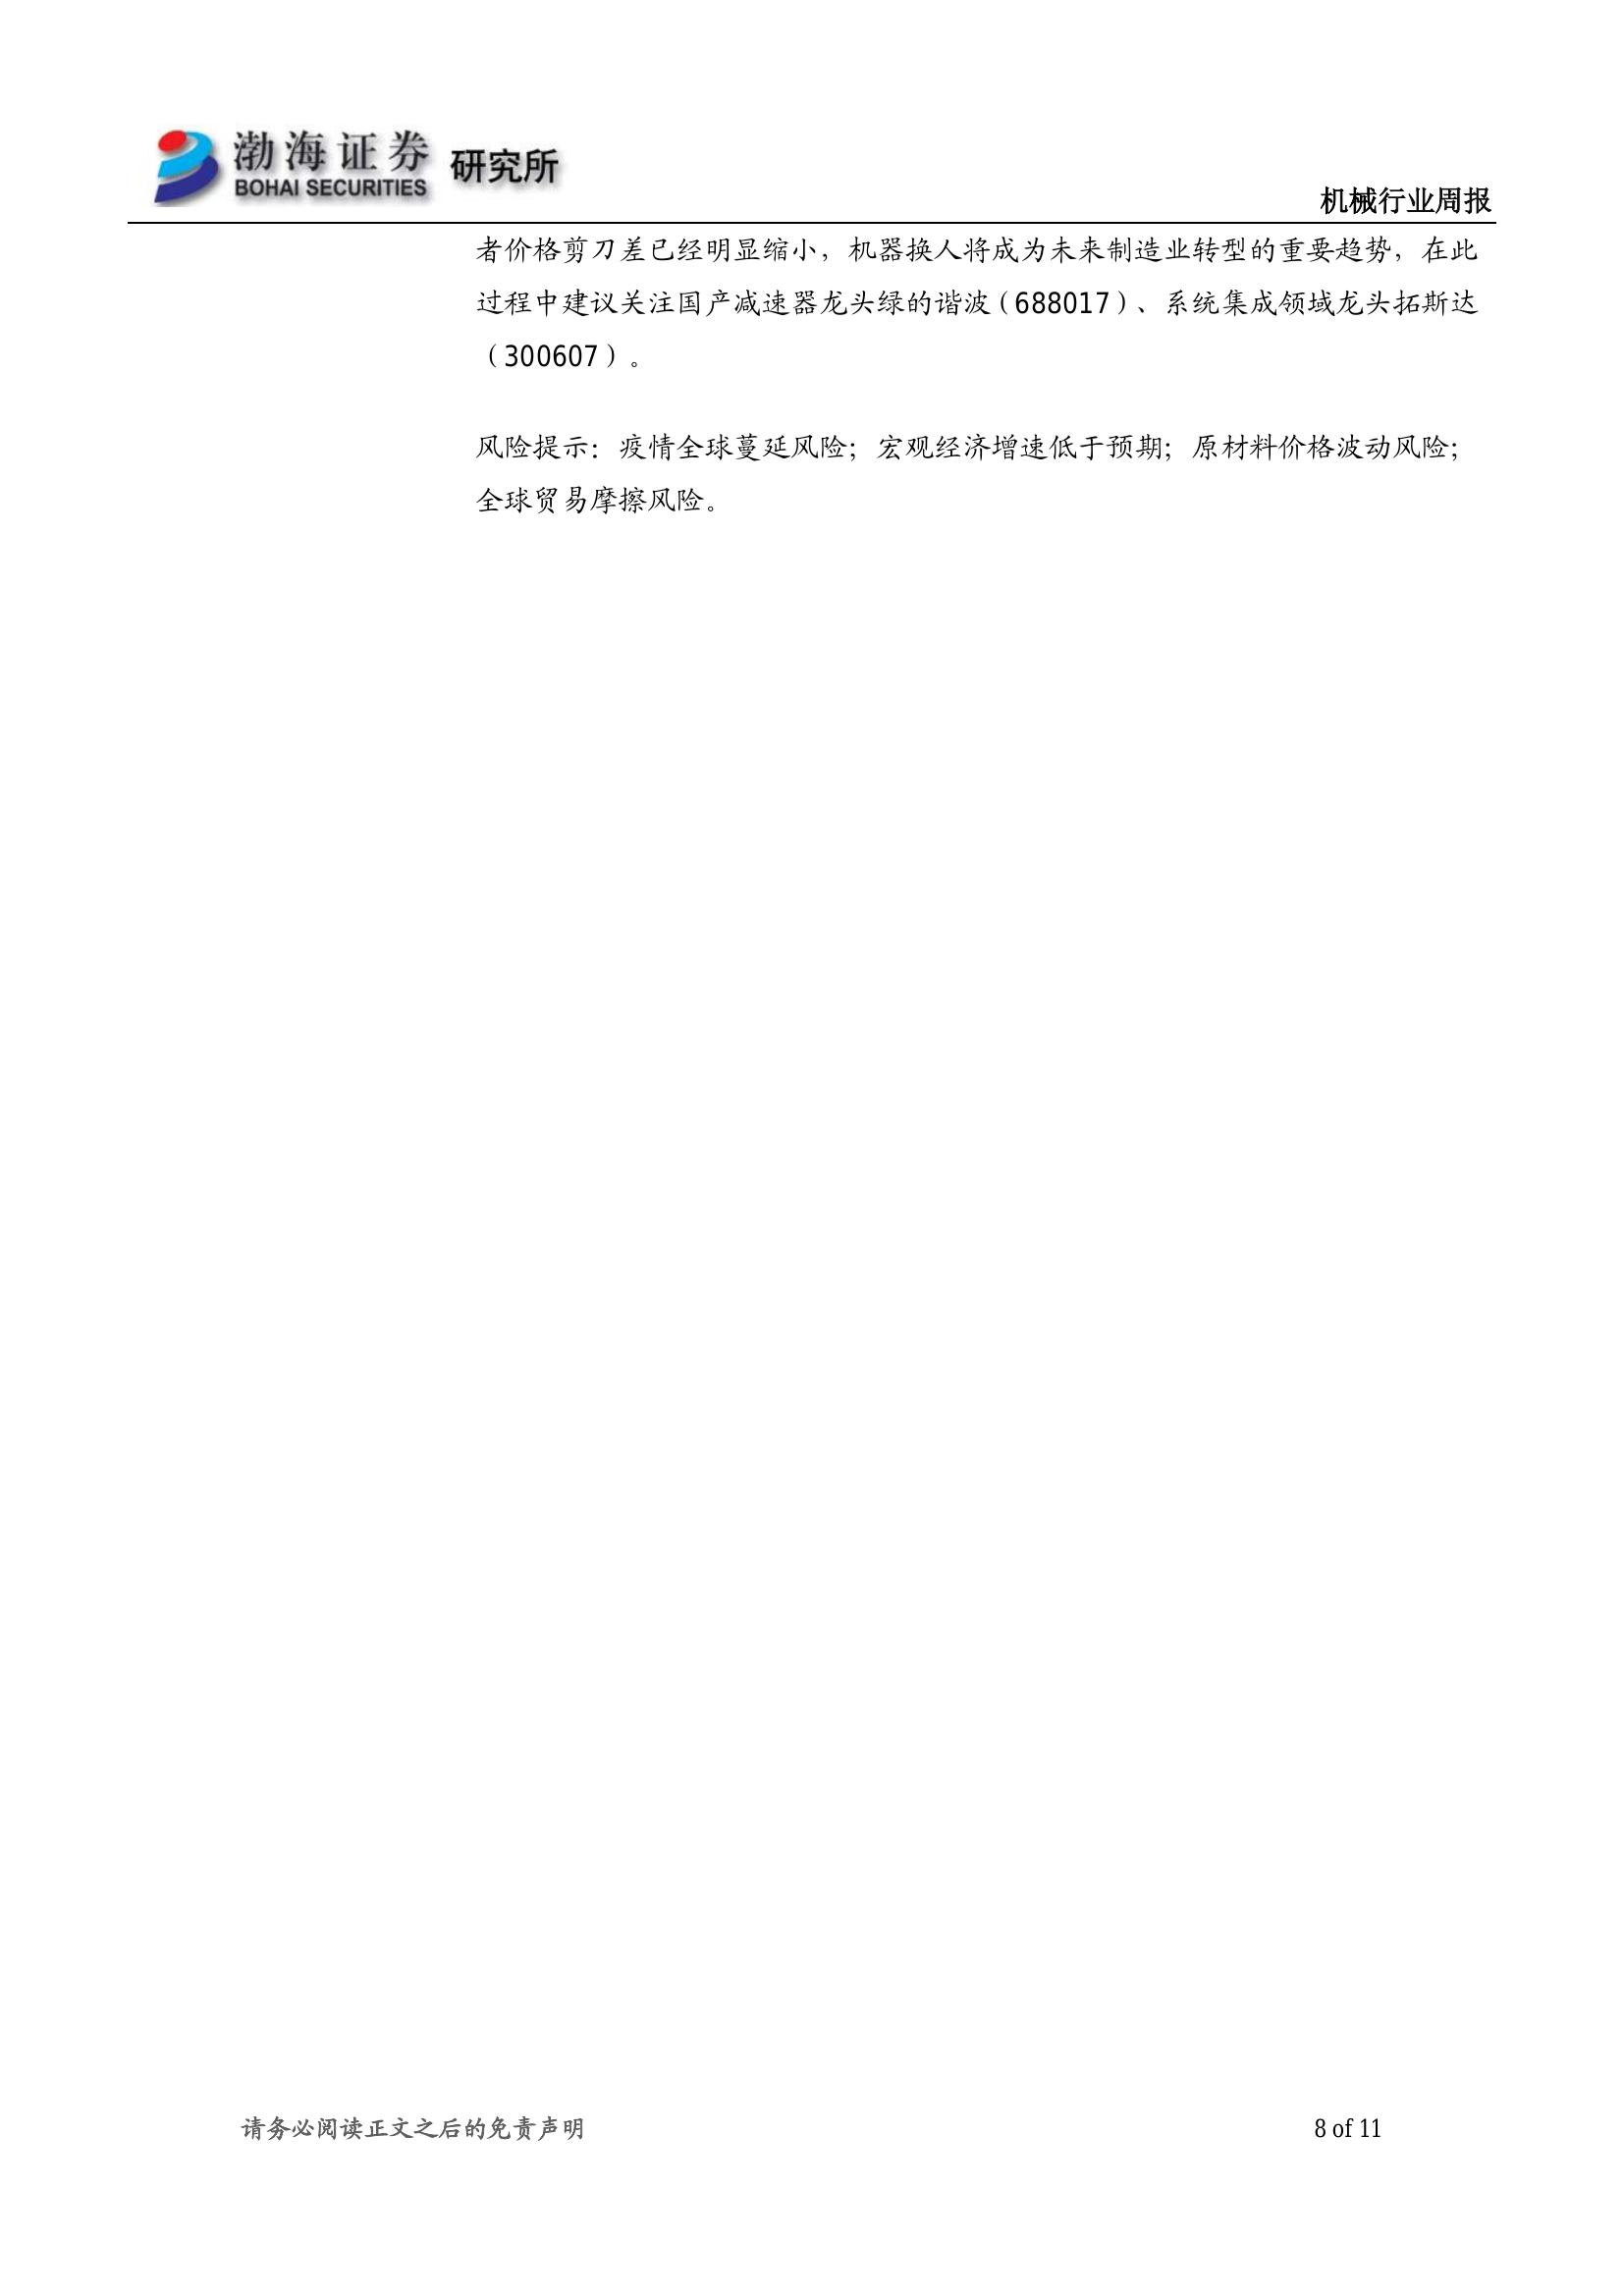 渤海证券 研究所
BOHAI SECURITIES
机械行业周报
者价格剪刀差已经明显缩小，机器换人将成为未来制造业转型的重要趋势，在此
过程中建议关注国产减速器龙头绿的谐波（688017）、系统集成领域龙头拓斯达
（300607）。
风险提示：疫情全球蔓延风险；宏观经济增速低于预期；原材料价格波动风险；
全球贸易摩擦风险。
请务必阅读正文之后的免责声明
8 of 11